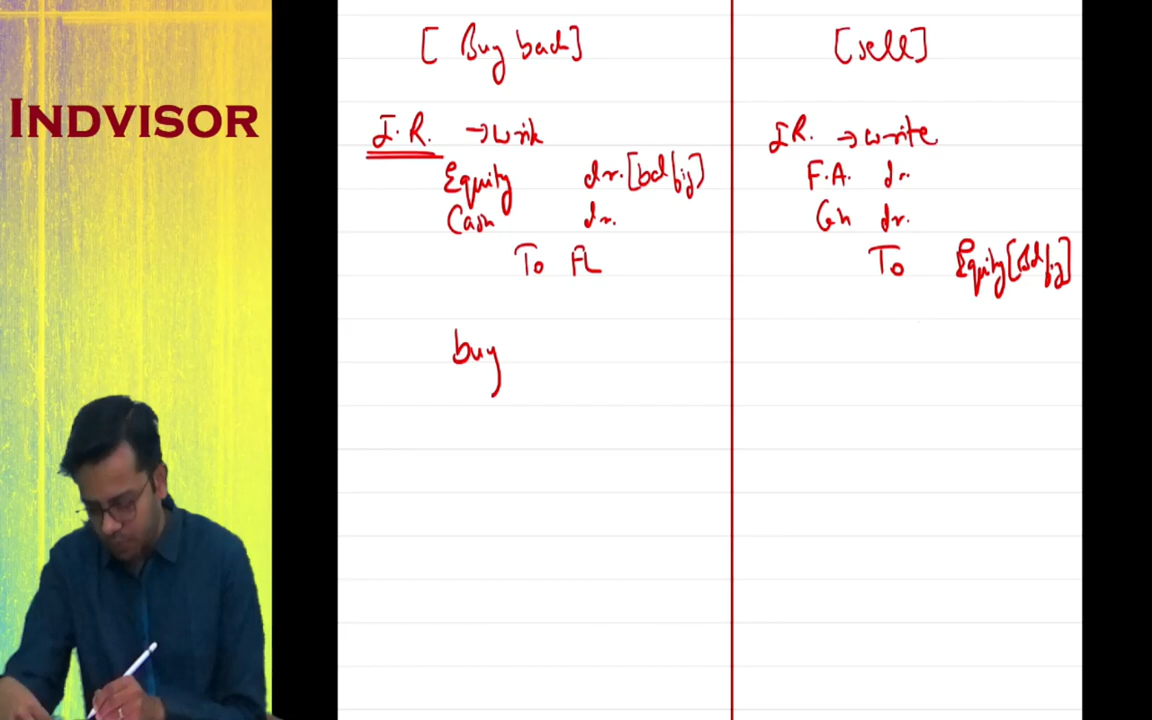 INDVISOR
[Buy back]
I.R. → write
Equity dr. [bal fig]
Cash dr.
To FL
buy
[sell]
I.R. → write
F.A. dr.
dr.
To Equity [Bal fig]